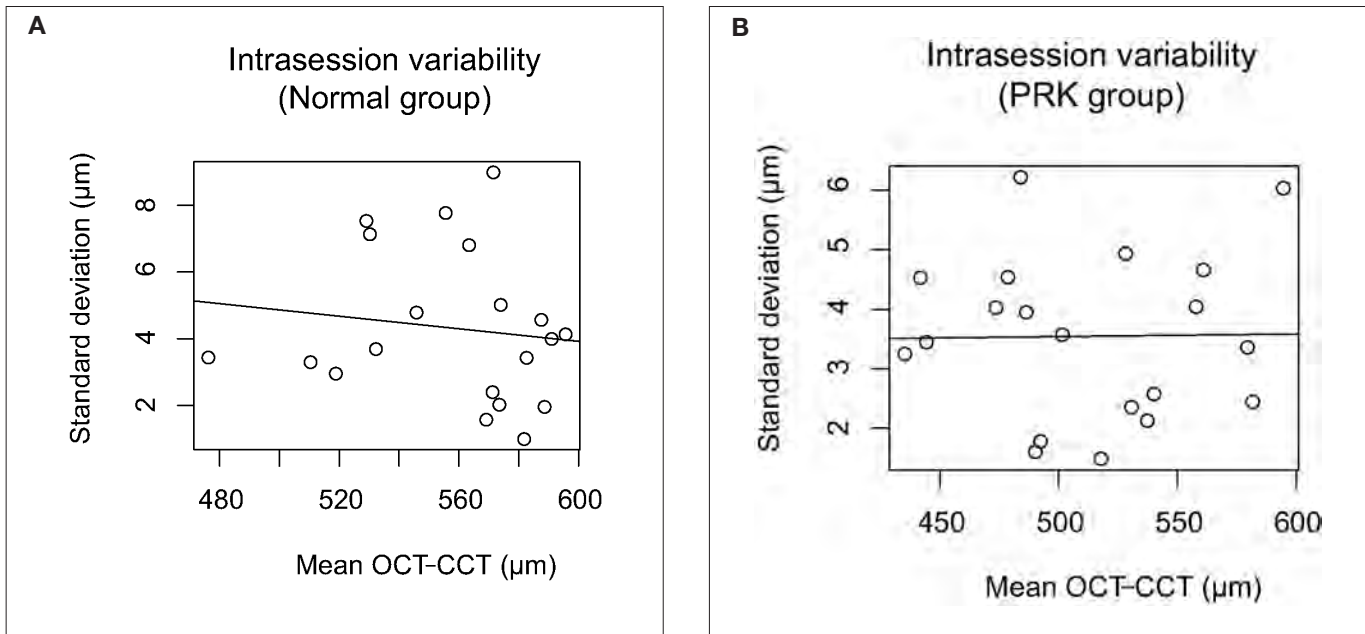 A
Intrasession variability
(Normal group)
Standard deviation (µm)
8
6
4
2
480
520
560
600
Mean OCT–CCT (µm)
B
Intrasession variability
(PRK group)
Standard deviation (µm)
6
5
4
3
2
450
500
550
600
Mean OCT–CCT (µm)